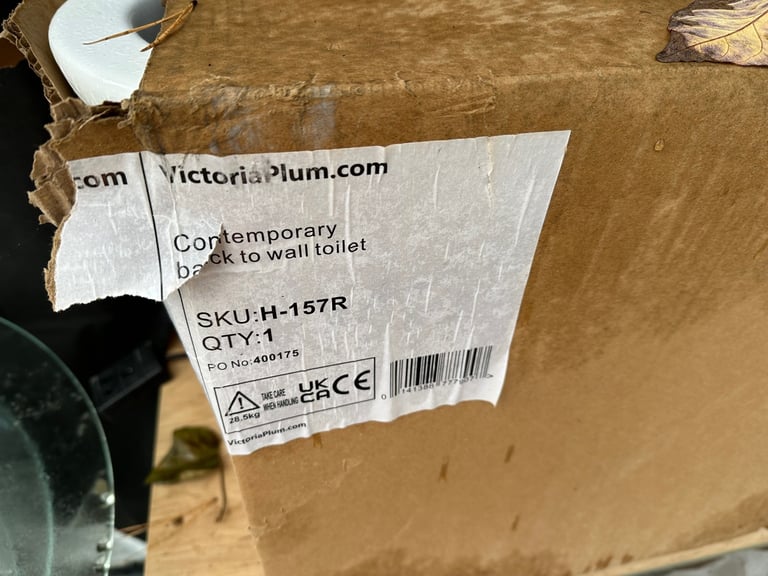 .com
VictoriaPlum.com
Contemporary
back to wall toilet
SKU:H-157R
QTY:1
PO No:400175
TAKE CARE
WHEN HANDLING
UK
CA CE
28.5kg
VictoriaPlum.com